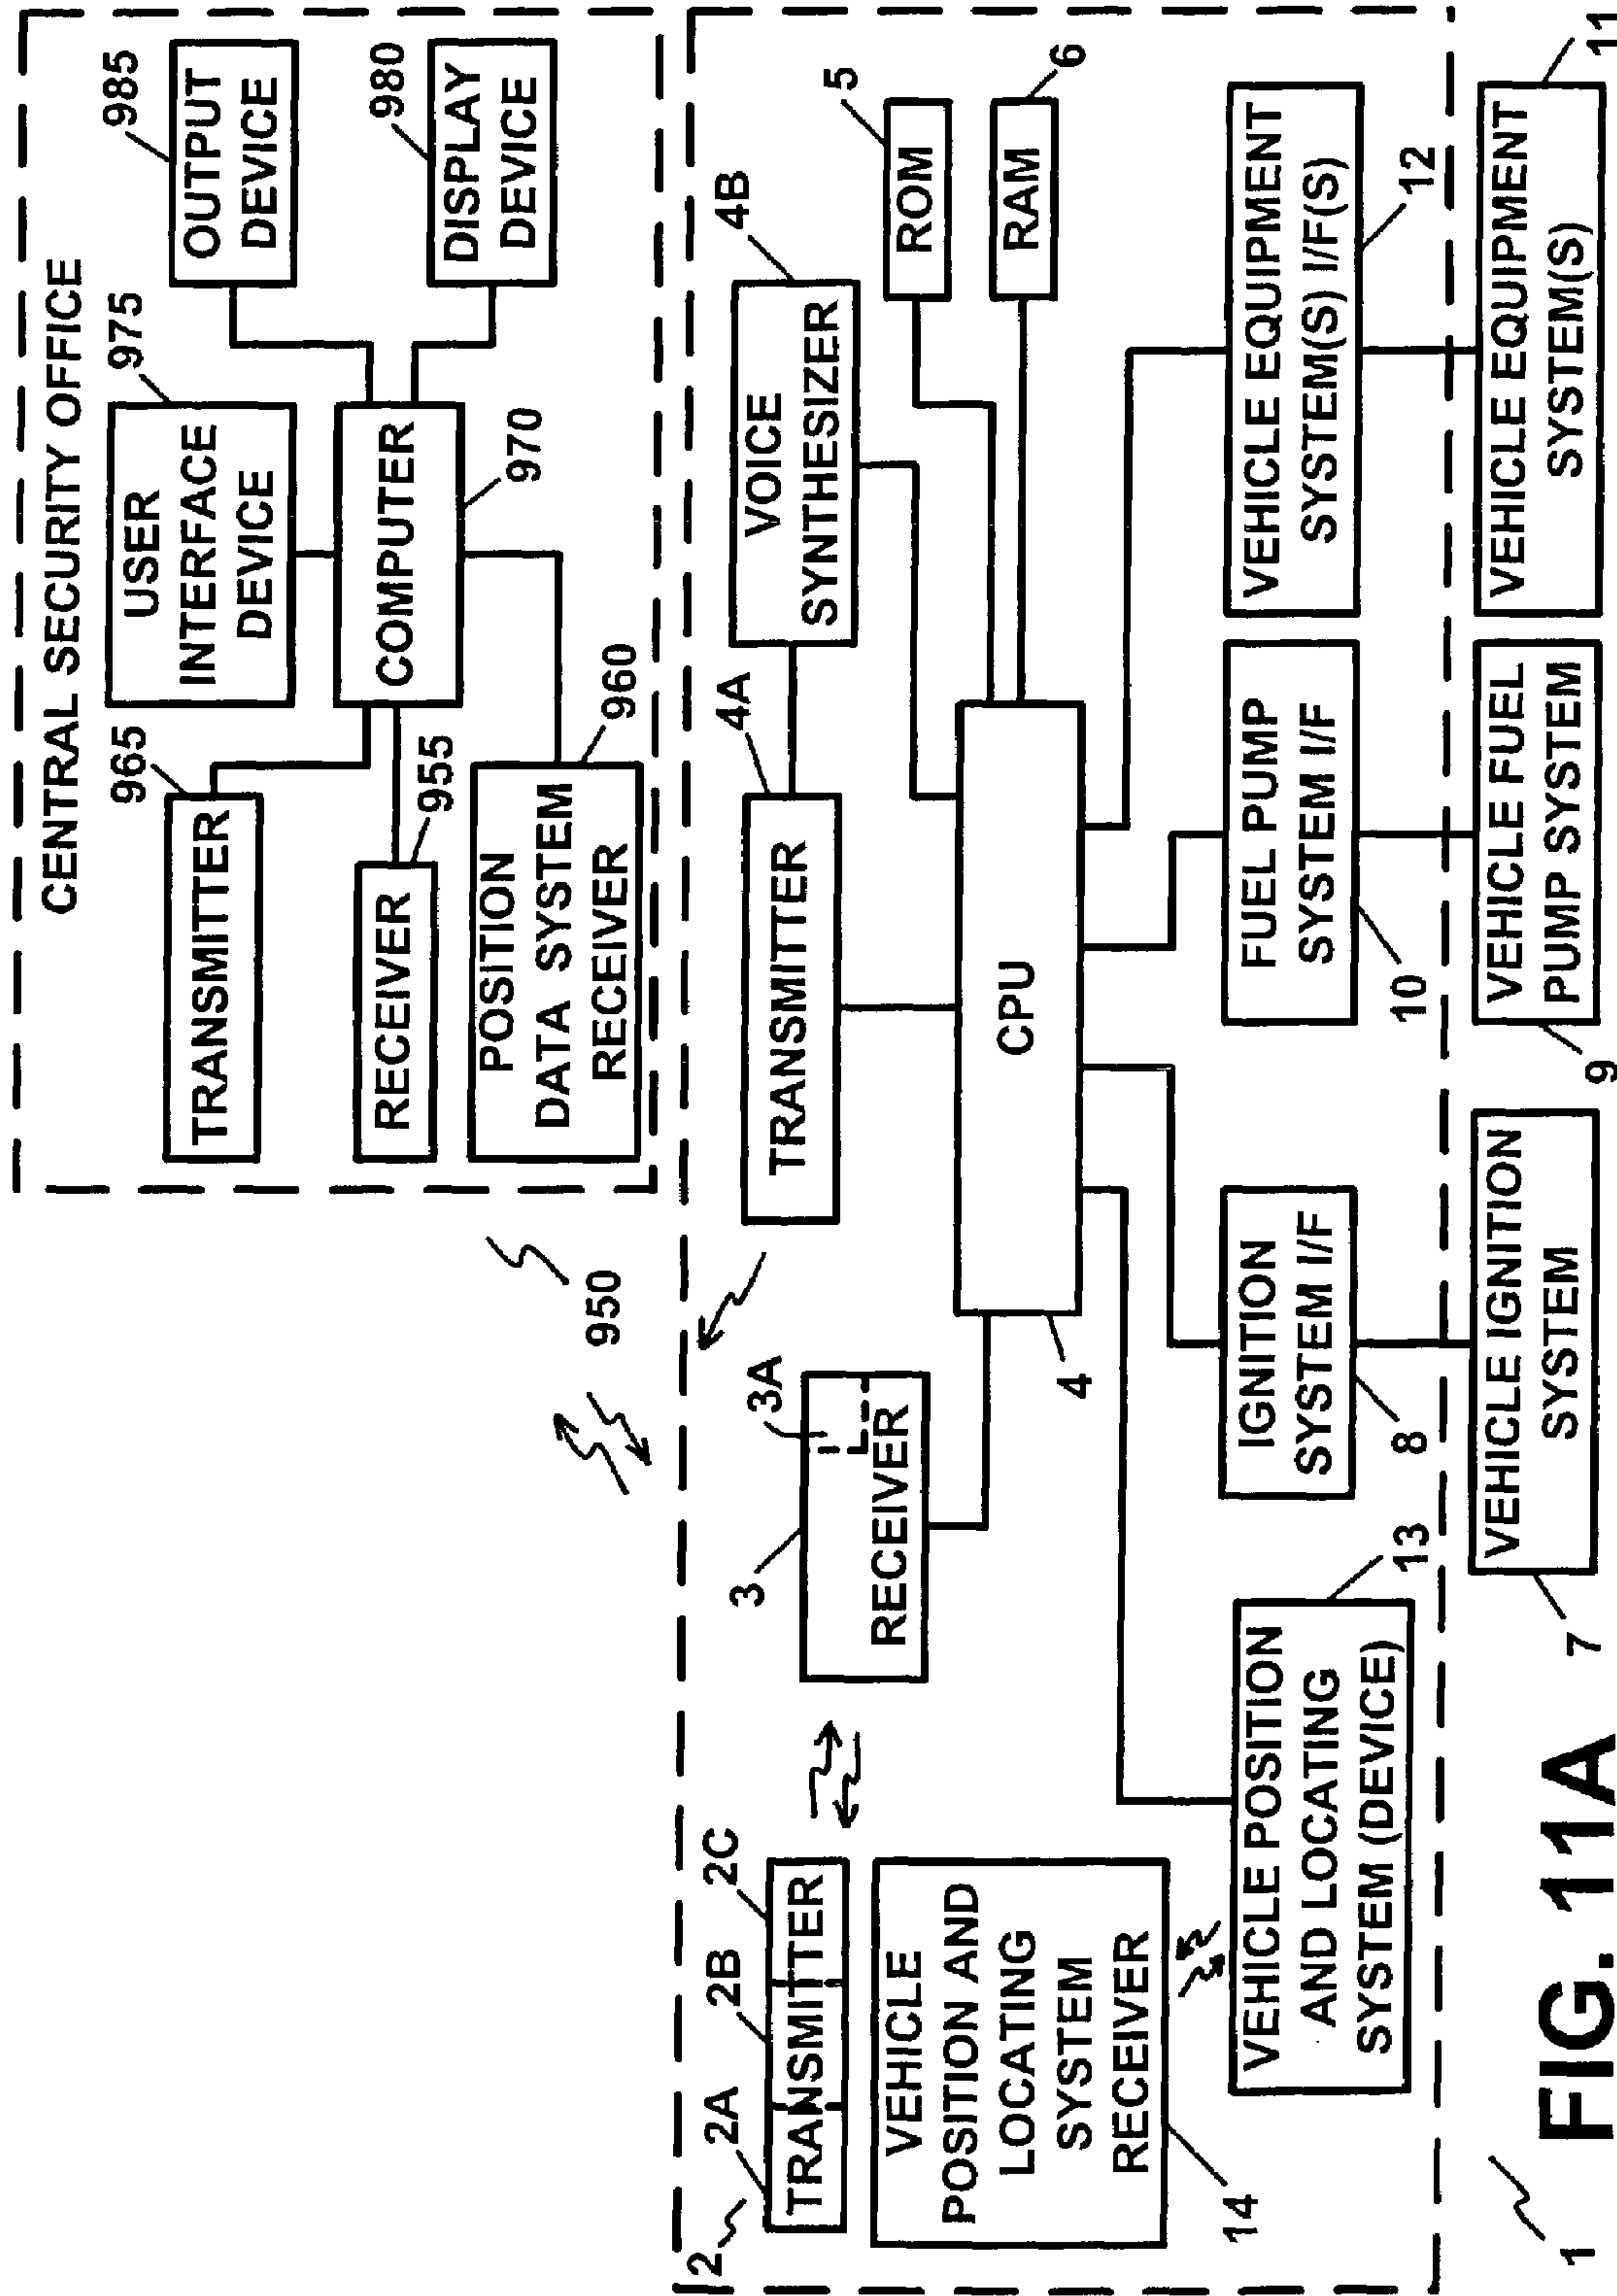 CENTRAL SECURITY OFFICE
965
TRANSMITTER
RECEIVER
955
POSITION
DATA SYSTEM
RECEIVER
960
975
USER
INTERFACE
DEVICE
COMPUTER
970
985
OUTPUT
DEVICE
980
DISPLAY
DEVICE
950
2
2A
2B
2C
TRANSMITTER
VEHICLE
POSITION AND
LOCATING
SYSTEM
RECEIVER
14
3
3A
RECEIVER
4A
TRANSMITTER
4B
VOICE
SYNTHESIZER
5
ROM
6
RAM
CPU
4
13
VEHICLE POSITION
AND LOCATING
SYSTEM (DEVICE)
IGNITION
SYSTEM I/F
8
FUEL PUMP
SYSTEM I/F
10
VEHICLE EQUIPMENT
SYSTEM(S) I/F(S)
12
7
VEHICLE IGNITION
SYSTEM
9
VEHICLE FUEL
PUMP SYSTEM
11
VEHICLE EQUIPMENT
SYSTEM(S)
1
FIG. 11A